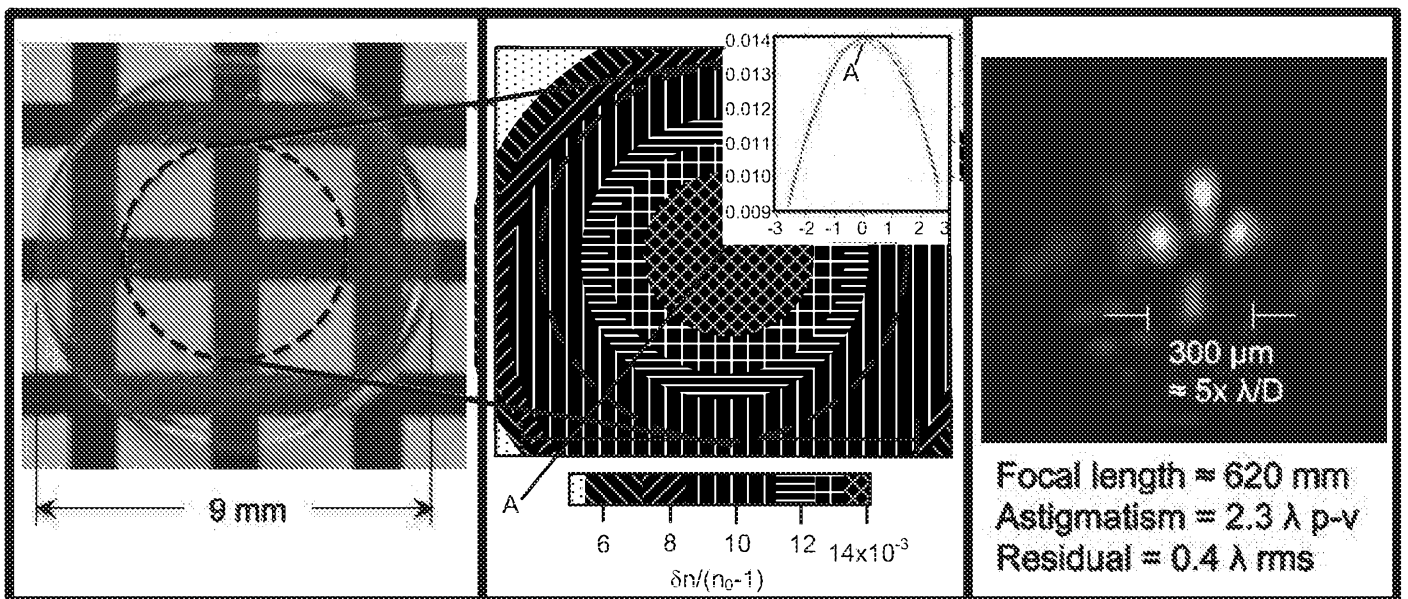 9 mm
0.014
0.013
0.012
0.011
0.010
0.009
A
-3 -2 -1 0 1 2 3
A
6 8 10 12 14x10⁻³
δn/(n₀-1)
300 μm
≈ 5x λ/D
Focal length ≈ 620 mm
Astigmatism = 2.3 λ p-v
Residual = 0.4 λ rms